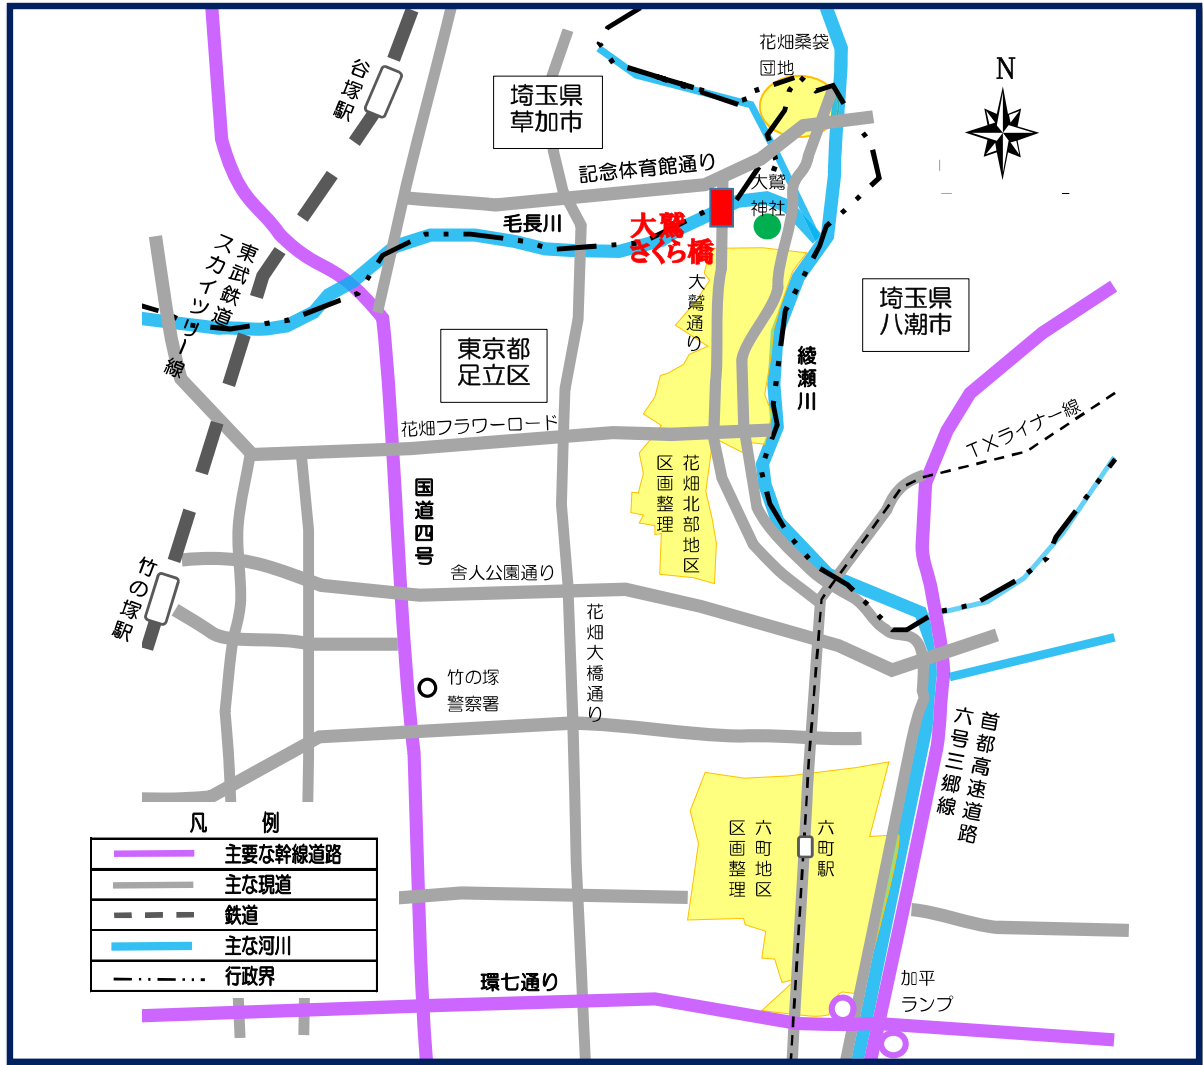 花畑桑袋
団地
N
谷塚駅
埼玉県
草加市
記念体育館通り
大鷲
神社
毛長川
大鷲
さくら橋
東武鉄道
スカイツリー線
大鷲通り
埼玉県
八潮市
東京都
足立区
綾瀬川
花畑フラワーロード
TXライナー線
国道四号
花畑北部地区
区画整理
竹の塚駅
舎人公園通り
花畑大橋通り
竹の塚
警察署
首都高速道路
六号三郷線
六町駅
六町地区
区画整理
凡 例
主要な幹線道路
主な現道
鉄道
主な河川
行政界
環七通り
加平
ランプ